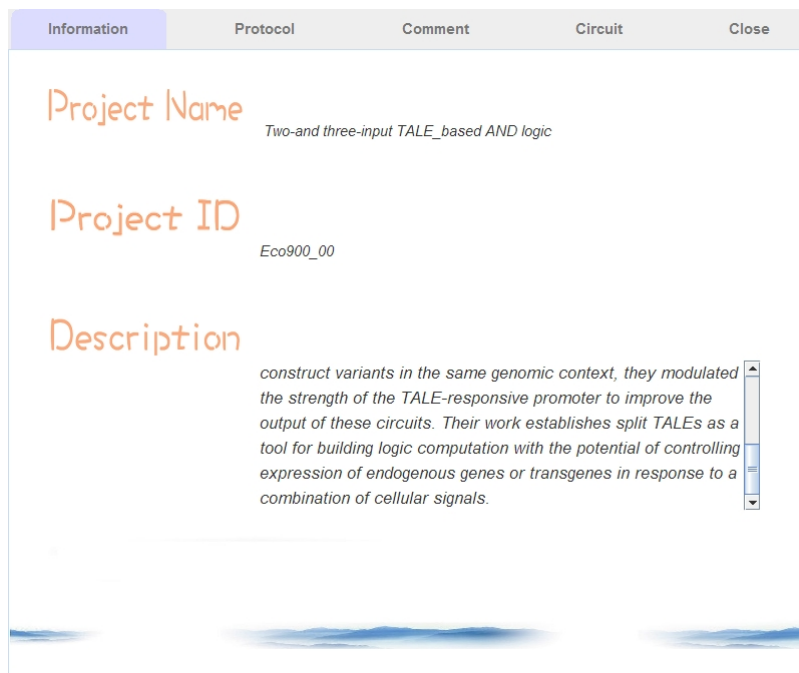 Information Protocol Comment Circuit Close
Project Name
Two-and three-input TALE_based AND logic
Project ID
Eco900_00
Description
construct variants in the same genomic context, they modulated
the strength of the TALE-responsive promoter to improve the
output of these circuits. Their work establishes split TALEs as a
tool for building logic computation with the potential of controlling
expression of endogenous genes or transgenes in response to a
combination of cellular signals.